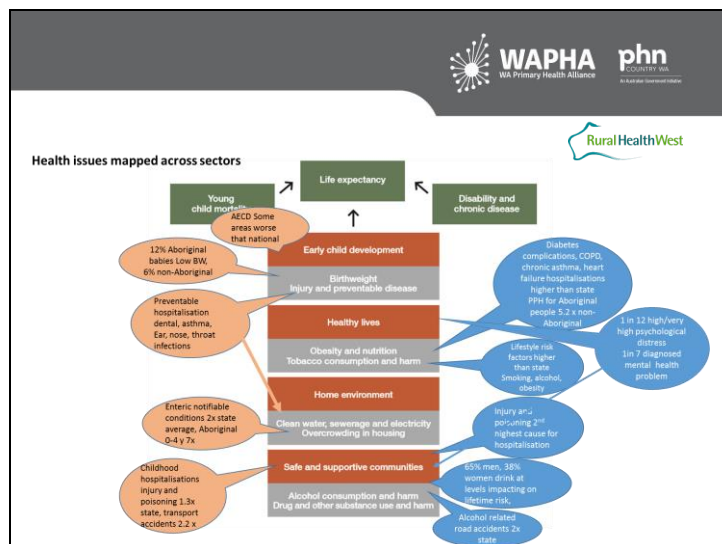 WAPHA
WA Primary Health Alliance
phn
COUNTRY WA
An Australian Government Initiative
Rural Health West
Health issues mapped across sectors
Life expectancy
Young
child mortality
Disability and
chronic disease
AECD Some
areas worse
that national
Early child development
Birthweight
Injury and preventable disease
12% Aboriginal
babies Low BW,
6% non-Aboriginal
Preventable
hospitalisation
dental, asthma,
Ear, nose, throat
infections
Healthy lives
Obesity and nutrition
Tobacco consumption and harm
Diabetes
complications, COPD,
chronic asthma, heart
failure hospitalisations
higher than state
PPH for Aboriginal
people 5.2 x non-
Aboriginal
1 in 12 high/very
high psychological
distress
1in 7 diagnosed
mental health
problem
Lifestyle risk
factors higher
than state
Smoking, alcohol,
obesity
Home environment
Clean water, sewerage and electricity
Overcrowding in housing
Enteric notifiable
conditions 2x state
average, Aboriginal
0-4 y 7x
Injury and
poisoning 2nd
highest cause for
hospitalisation
Safe and supportive communities
Alcohol consumption and harm
Drug and other substance use and harm
Childhood
hospitalisations
injury and
poisoning 1.3x
state, transport
accidents 2.2 x
65% men, 38%
women drink at
levels impacting on
lifetime risk,
Alcohol related
road accidents 2x
state